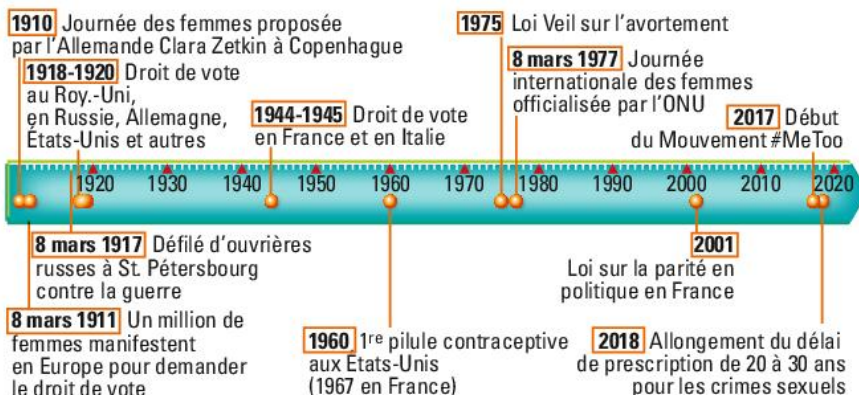 1910 Journée des femmes proposée
par l'Allemande Clara Zetkin à Copenhague
1918-1920 Droit de vote
au Roy.-Uni,
en Russie, Allemagne,
États-Unis et autres
1944-1945 Droit de vote
en France et en Italie
1975 Loi Veil sur l'avortement
8 mars 1977 Journée
internationale des femmes
officialisée par l'ONU
2017 Début
du Mouvement #MeToo
1920 1930 1940 1950 1960 1970 1980 1990 2000 2010 2020
8 mars 1917 Défilé d'ouvrières
russes à St. Pétersbourg
contre la guerre
8 mars 1911 Un million de
femmes manifestent
en Europe pour demander
le droit de vote
1960 1re pilule contraceptive
aux États-Unis
(1967 en France)
2001
Loi sur la parité en
politique en France
2018 Allongement du délai
de prescription de 20 à 30 ans
pour les crimes sexuels